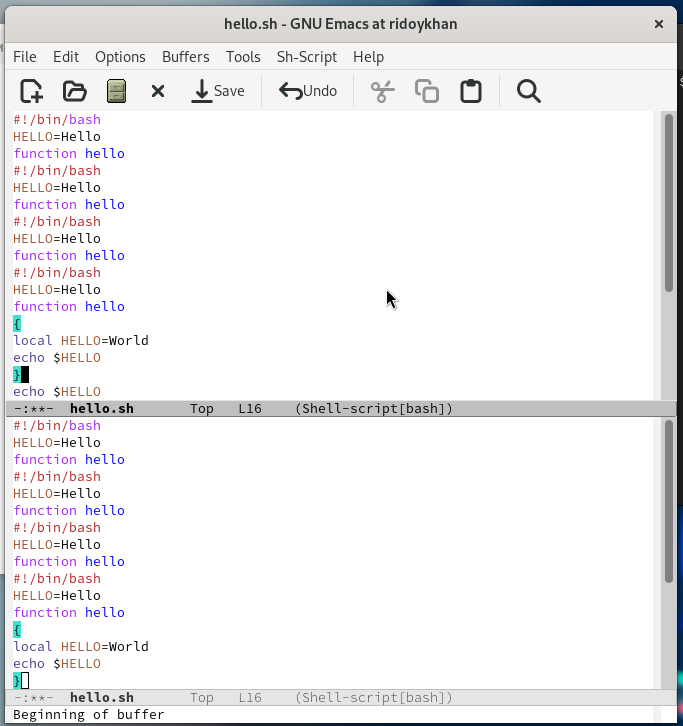 hello.sh - GNU Emacs at ridoykhan ×
File Edit Options Buffers Tools Sh-Script Help
Save Undo
#!/bin/bash
HELLO=Hello
function hello
#!/bin/bash
HELLO=Hello
function hello
#!/bin/bash
HELLO=Hello
function hello
#!/bin/bash
HELLO=Hello
function hello
{
local HELLO=World
echo $HELLO
}
echo $HELLO
-:**- hello.sh Top L16 (Shell-script[bash])
#!/bin/bash
HELLO=Hello
function hello
#!/bin/bash
HELLO=Hello
function hello
#!/bin/bash
HELLO=Hello
function hello
#!/bin/bash
HELLO=Hello
function hello
{
local HELLO=World
echo $HELLO
}
-:**- hello.sh Top L16 (Shell-script[bash])
Beginning of buffer